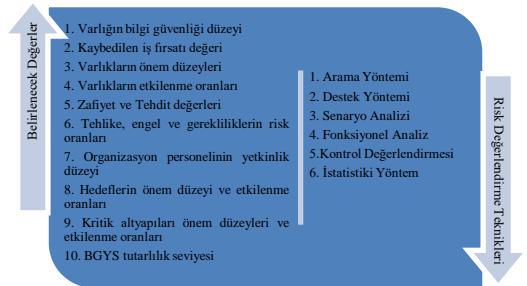 Belirlenecek Değerler
1. Varlığın bilgi güvenliği düzeyi
2. Kaybedilen iş fırsatı değeri
3. Varlıkların önem düzeyleri
4. Varlıkların etkilenme oranları
5. Zafiyet ve Tehdit değerleri
6. Tehlike, engel ve gerekliliklerin risk
oranları
7. Organizasyon personelinin yetkinlik
düzeyi
8. Hedeflerin önem düzeyi ve etkilenme
oranları
9. Kritik altyapıları önem düzeyleri ve
etkilenme oranları
10. BGYS tutarlılık seviyesi
1. Arama Yöntemi
2. Destek Yöntemi
3. Senaryo Analizi
4. Fonksiyonel Analiz
5.Kontrol Değerlendirmesi
6. İstatistiki Yöntem
Risk Değerlendirme Teknikleri